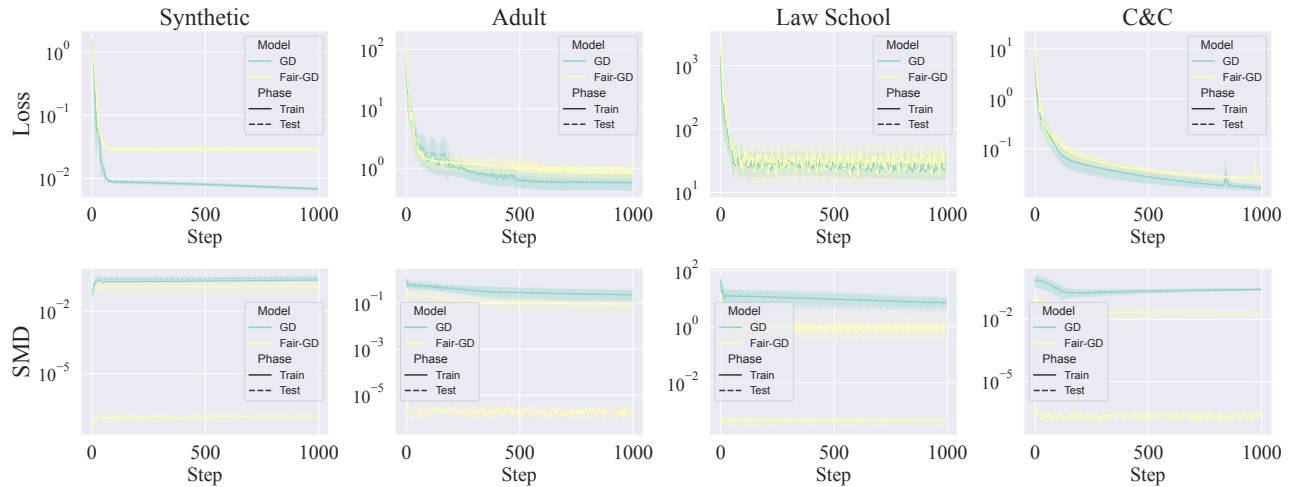 Synthetic
Adult
Law School
C&C
Loss
10^0
10^-1
10^-2
Model
GD
Fair-GD
Phase
Train
Test
0
500
1000
Step
10^2
10^1
10^0
Model
GD
Fair-GD
Phase
Train
Test
0
500
1000
Step
10^3
10^2
10^1
Model
GD
Fair-GD
Phase
Train
Test
0
500
1000
Step
10^1
10^0
10^-1
Model
GD
Fair-GD
Phase
Train
Test
0
500
1000
Step
SMD
10^-2
10^-5
Model
GD
Fair-GD
Phase
Train
Test
0
500
1000
Step
10^-1
10^-3
10^-5
Model
GD
Fair-GD
Phase
Train
Test
0
500
1000
Step
10^2
10^0
10^-2
Model
GD
Fair-GD
Phase
Train
Test
0
500
1000
Step
10^-2
10^-5
Model
GD
Fair-GD
Phase
Train
Test
0
500
1000
Step